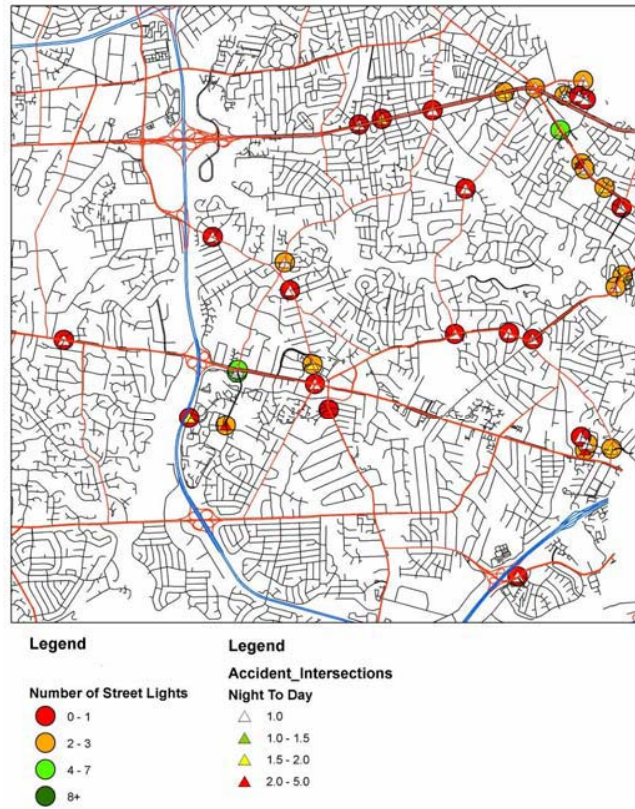 Legend
Number of Street Lights
0 - 1
2 - 3
4 - 7
8+
Legend
Accident_Intersections
Night To Day
1.0
1.0 - 1.5
1.5 - 2.0
2.0 - 5.0